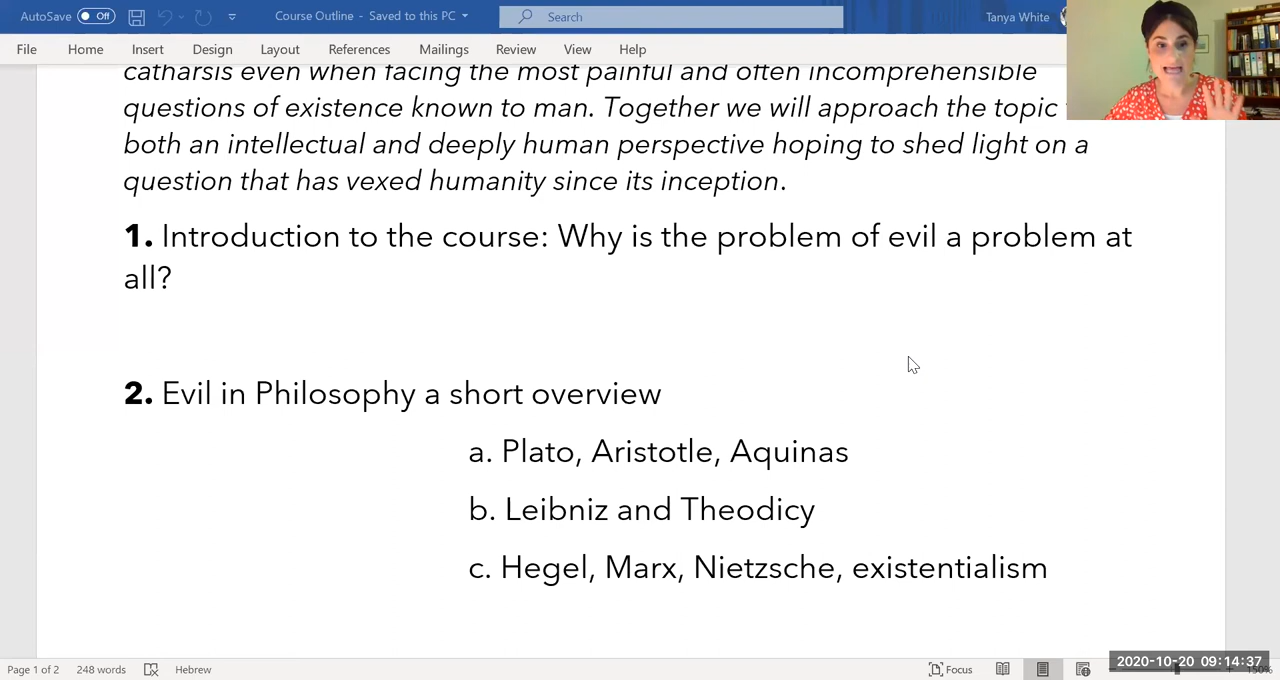 AutoSave Off Course Outline - Saved to this PC Search Tanya White
File Home Insert Design Layout References Mailings Review View Help
catharsis even when facing the most painful and often incomprehensible
questions of existence known to man. Together we will approach the topic
both an intellectual and deeply human perspective hoping to shed light on a
question that has vexed humanity since its inception.
1. Introduction to the course: Why is the problem of evil a problem at
all?
2. Evil in Philosophy a short overview
a. Plato, Aristotle, Aquinas
b. Leibniz and Theodicy
c. Hegel, Marx, Nietzsche, existentialism
Page 1 of 2 248 words Hebrew Focus 150%
2020-10-20 09:14:37